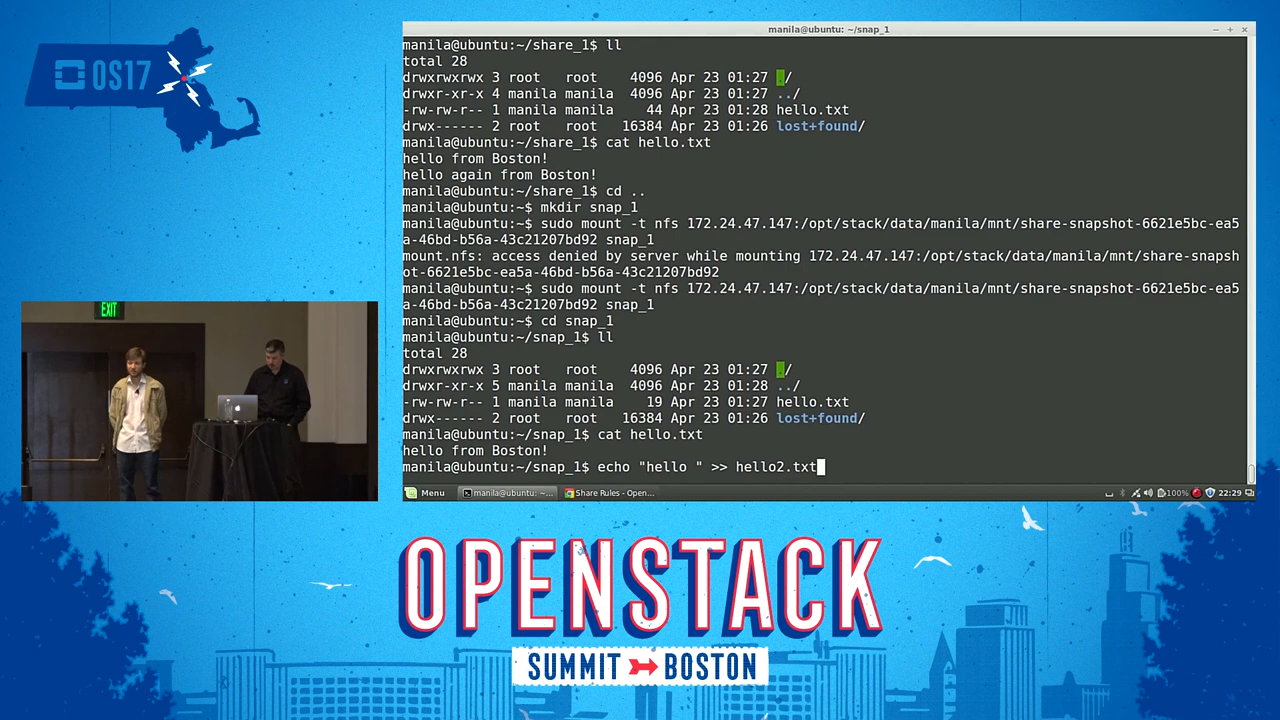 OS17
manila@ubuntu: ~/snap_1
manila@ubuntu:~/share_1$ ll
total 28
drwxrwxrwx 3 root   root    4096 Apr 23 01:27 ./
drwxr-xr-x 4 manila manila  4096 Apr 23 01:27 ../
-rw-rw-r-- 1 manila manila    44 Apr 23 01:28 hello.txt
drwx------ 2 root   root   16384 Apr 23 01:26 lost+found/
manila@ubuntu:~/share_1$ cat hello.txt
hello from Boston!
hello again from Boston!
manila@ubuntu:~/share_1$ cd ..
manila@ubuntu:~$ mkdir snap_1
manila@ubuntu:~$ sudo mount -t nfs 172.24.47.147:/opt/stack/data/manila/mnt/share-snapshot-6621e5bc-ea5
a-46bd-b56a-43c21207bd92 snap_1
mount.nfs: access denied by server while mounting 172.24.47.147:/opt/stack/data/manila/mnt/share-snapsh
ot-6621e5bc-ea5a-46bd-b56a-43c21207bd92
manila@ubuntu:~$ sudo mount -t nfs 172.24.47.147:/opt/stack/data/manila/mnt/share-snapshot-6621e5bc-ea5
a-46bd-b56a-43c21207bd92 snap_1
manila@ubuntu:~$ cd snap_1
manila@ubuntu:~/snap_1$ ll
total 28
drwxrwxrwx 3 root   root    4096 Apr 23 01:27 ./
drwxr-xr-x 5 manila manila  4096 Apr 23 01:28 ../
-rw-rw-r-- 1 manila manila    19 Apr 23 01:27 hello.txt
drwx------ 2 root   root   16384 Apr 23 01:26 lost+found/
manila@ubuntu:~/snap_1$ cat hello.txt
hello from Boston!
manila@ubuntu:~/snap_1$ echo "hello " >> hello2.txt
Menu manila@ubuntu: ~... Share Rules - Open... 100% 22:29
EXIT
OPENSTACK
SUMMIT BOSTON